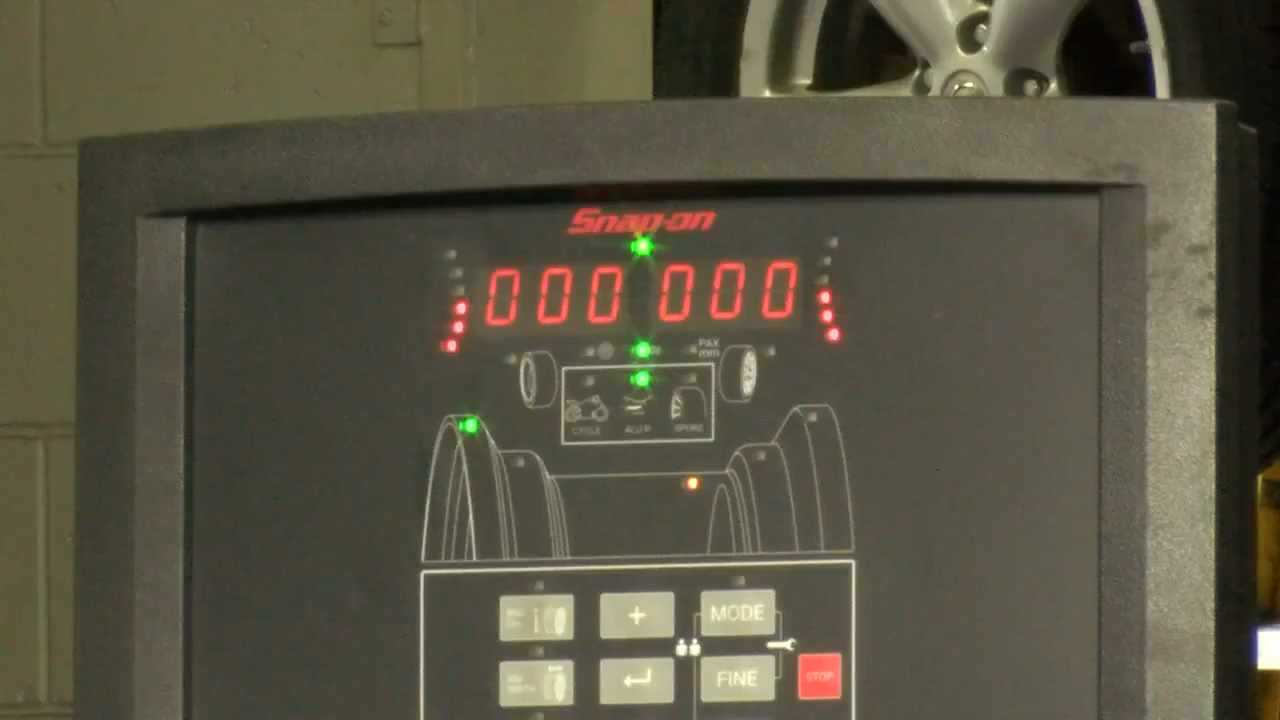 Snap-on
000 000
PAX
mm
CYCLE ALU P SPOKE
+ MODE
FINE STOP